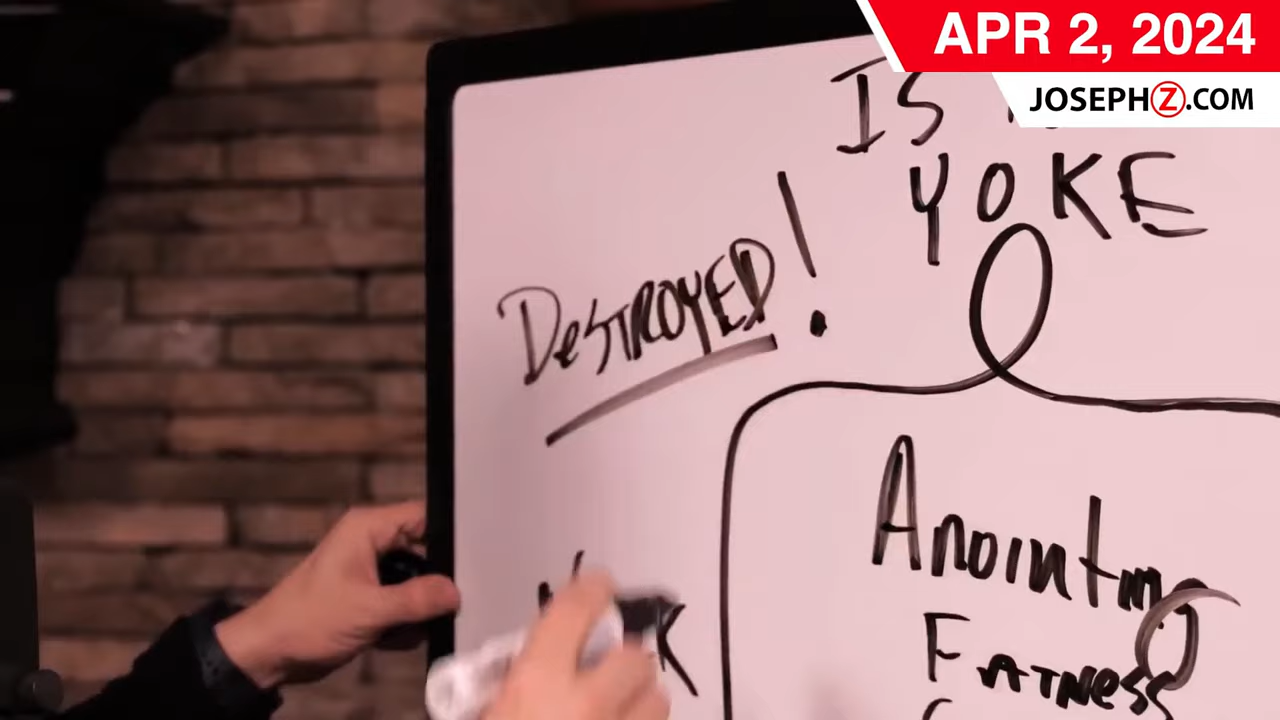 APR 2, 2024
JOSEPHZ.COM
IS
YOKE
DeSTROYED!
Anointing
FATNess